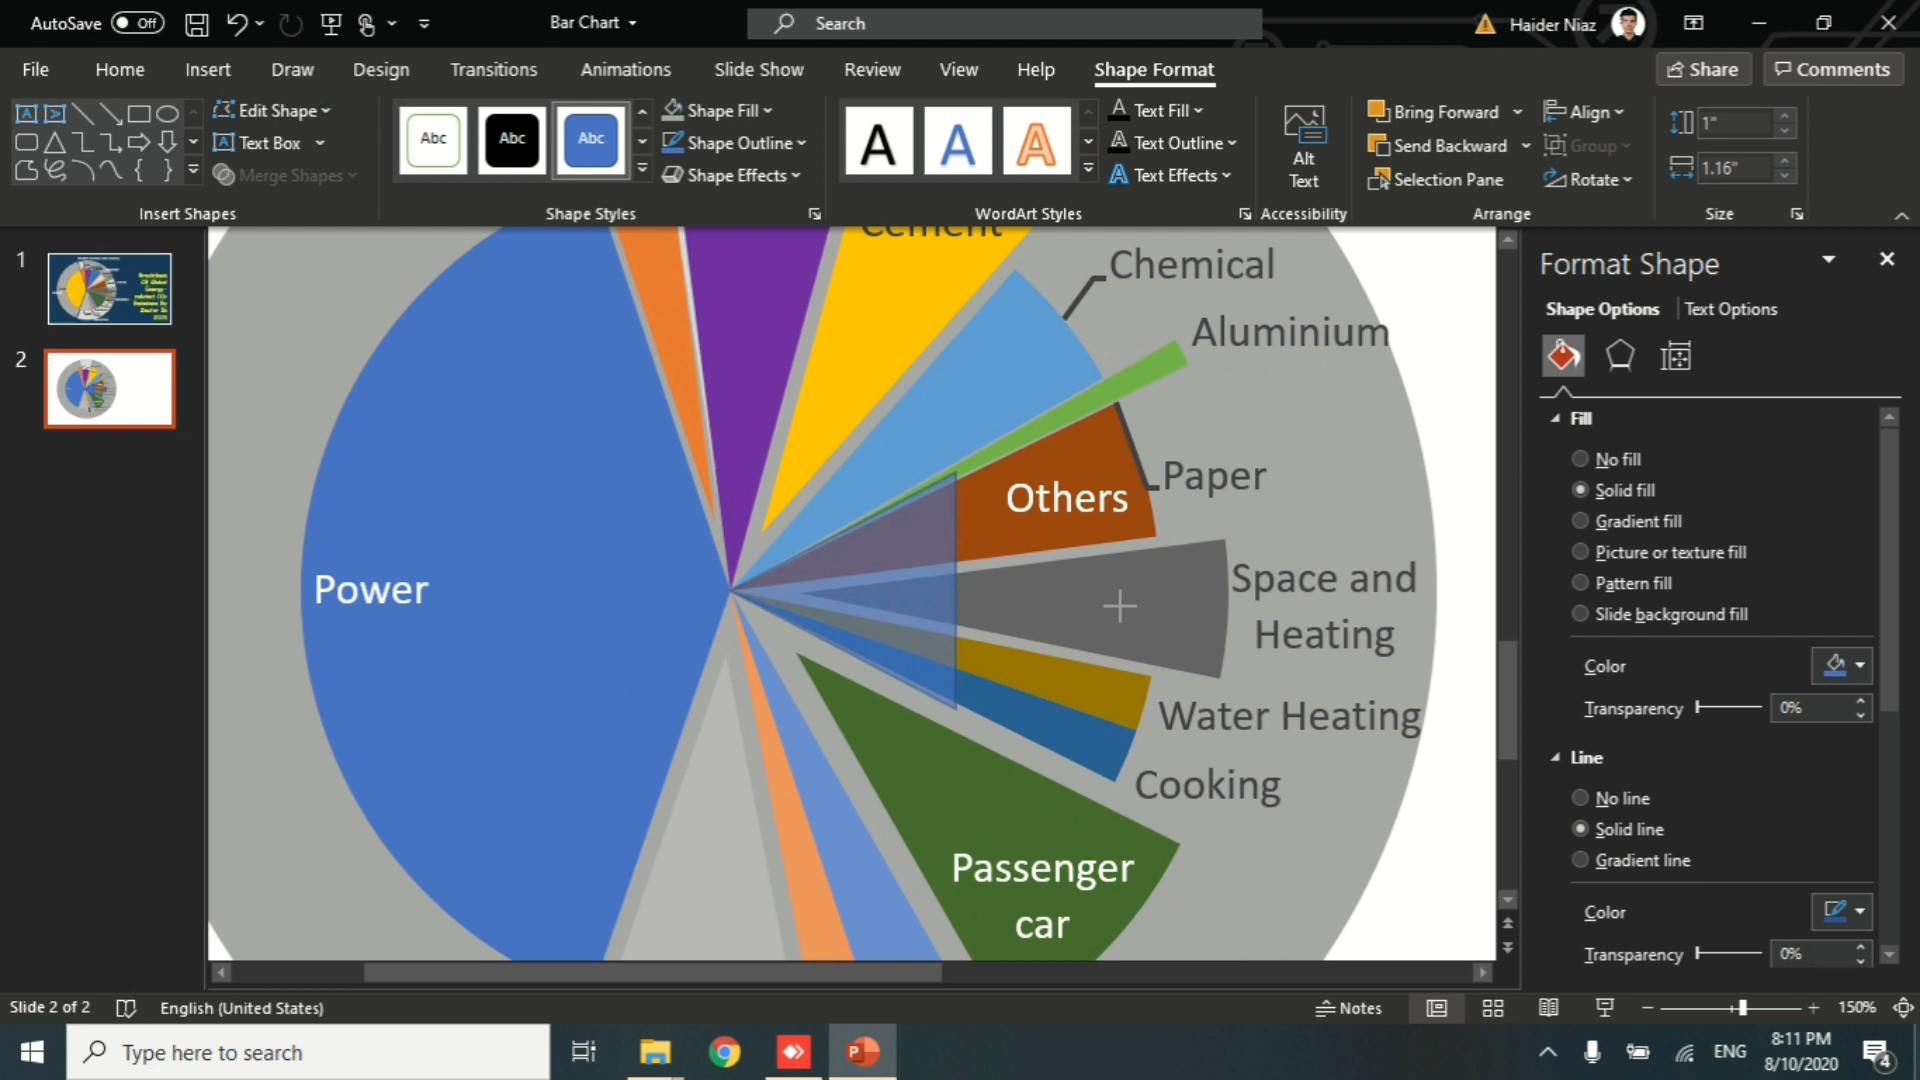 AutoSave Off
Bar Chart
Search
Haider Niaz
File Home Insert Draw Design Transitions Animations Slide Show Review View Help Shape Format
Share Comments
Edit Shape
Text Box
Merge Shapes
Insert Shapes
Abc Abc Abc
Shape Fill
Shape Outline
Shape Effects
Shape Styles
A A A
Text Fill
Text Outline
Text Effects
WordArt Styles
Alt
Text
Accessibility
Bring Forward
Send Backward
Selection Pane
Align
Group
Rotate
Arrange
1"
1.16"
Size
1
2
Cement
Chemical
Aluminium
Paper
Others
Power
Space and
Heating
Water Heating
Cooking
Passenger
car
Format Shape
Shape Options Text Options
Fill
No fill
Solid fill
Gradient fill
Picture or texture fill
Pattern fill
Slide background fill
Color
Transparency 0%
Line
No line
Solid line
Gradient line
Color
Transparency 0%
Slide 2 of 2 English (United States) Notes 150%
Type here to search
ENG
8:11 PM
8/10/2020
4